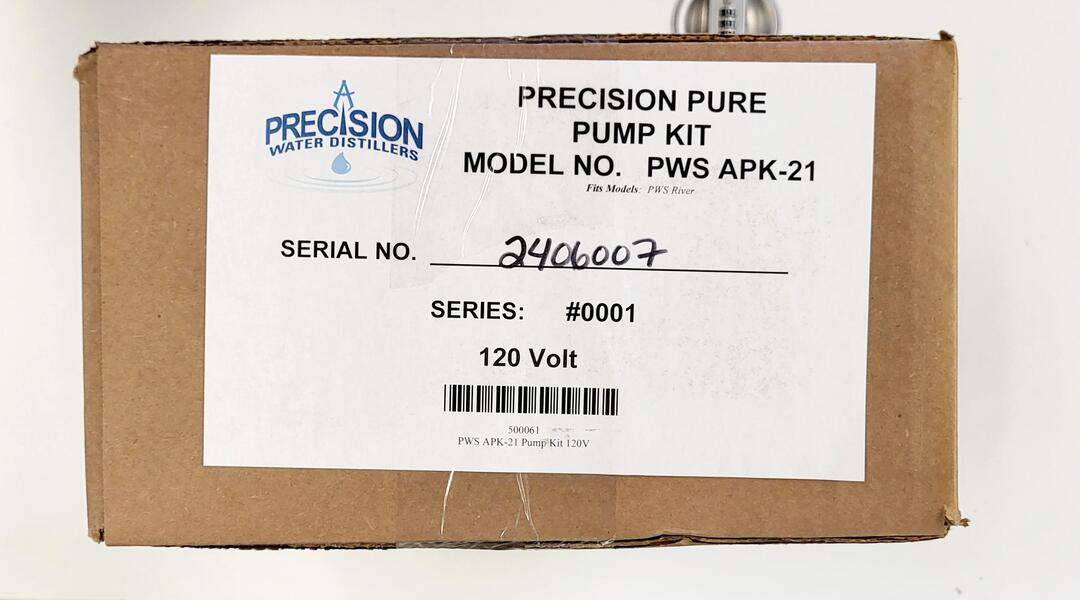 PRECISION
WATER DISTILLERS
PRECISION PURE
PUMP KIT
MODEL NO. PWS APK-21
Fits Models: PWS River
SERIAL NO. 2406007
SERIES: #0001
120 Volt
500061
PWS APK-21 Pump Kit 120V